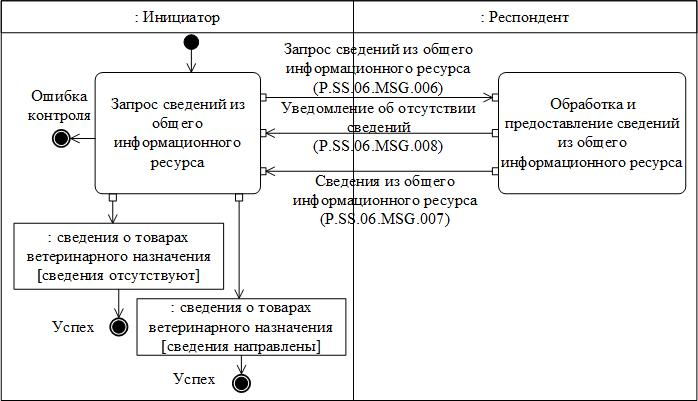 : Инициатор
: Респондент
Запрос сведений из общего
информационного ресурса
(P.SS.06.MSG.006)
Ошибка
контроля
Запрос сведений из
общего
информационного
ресурса
Уведомление об отсутствии
сведений
(P.SS.06.MSG.008)
Обработка и
предоставление сведений
из общего
информационного ресурса
Сведения из общего
информационного ресурса
(P.SS.06.MSG.007)
: сведения о товарах
ветеринарного назначения
[сведения отсутствуют]
Успех
: сведения о товарах
ветеринарного назначения
[сведения направлены]
Успех